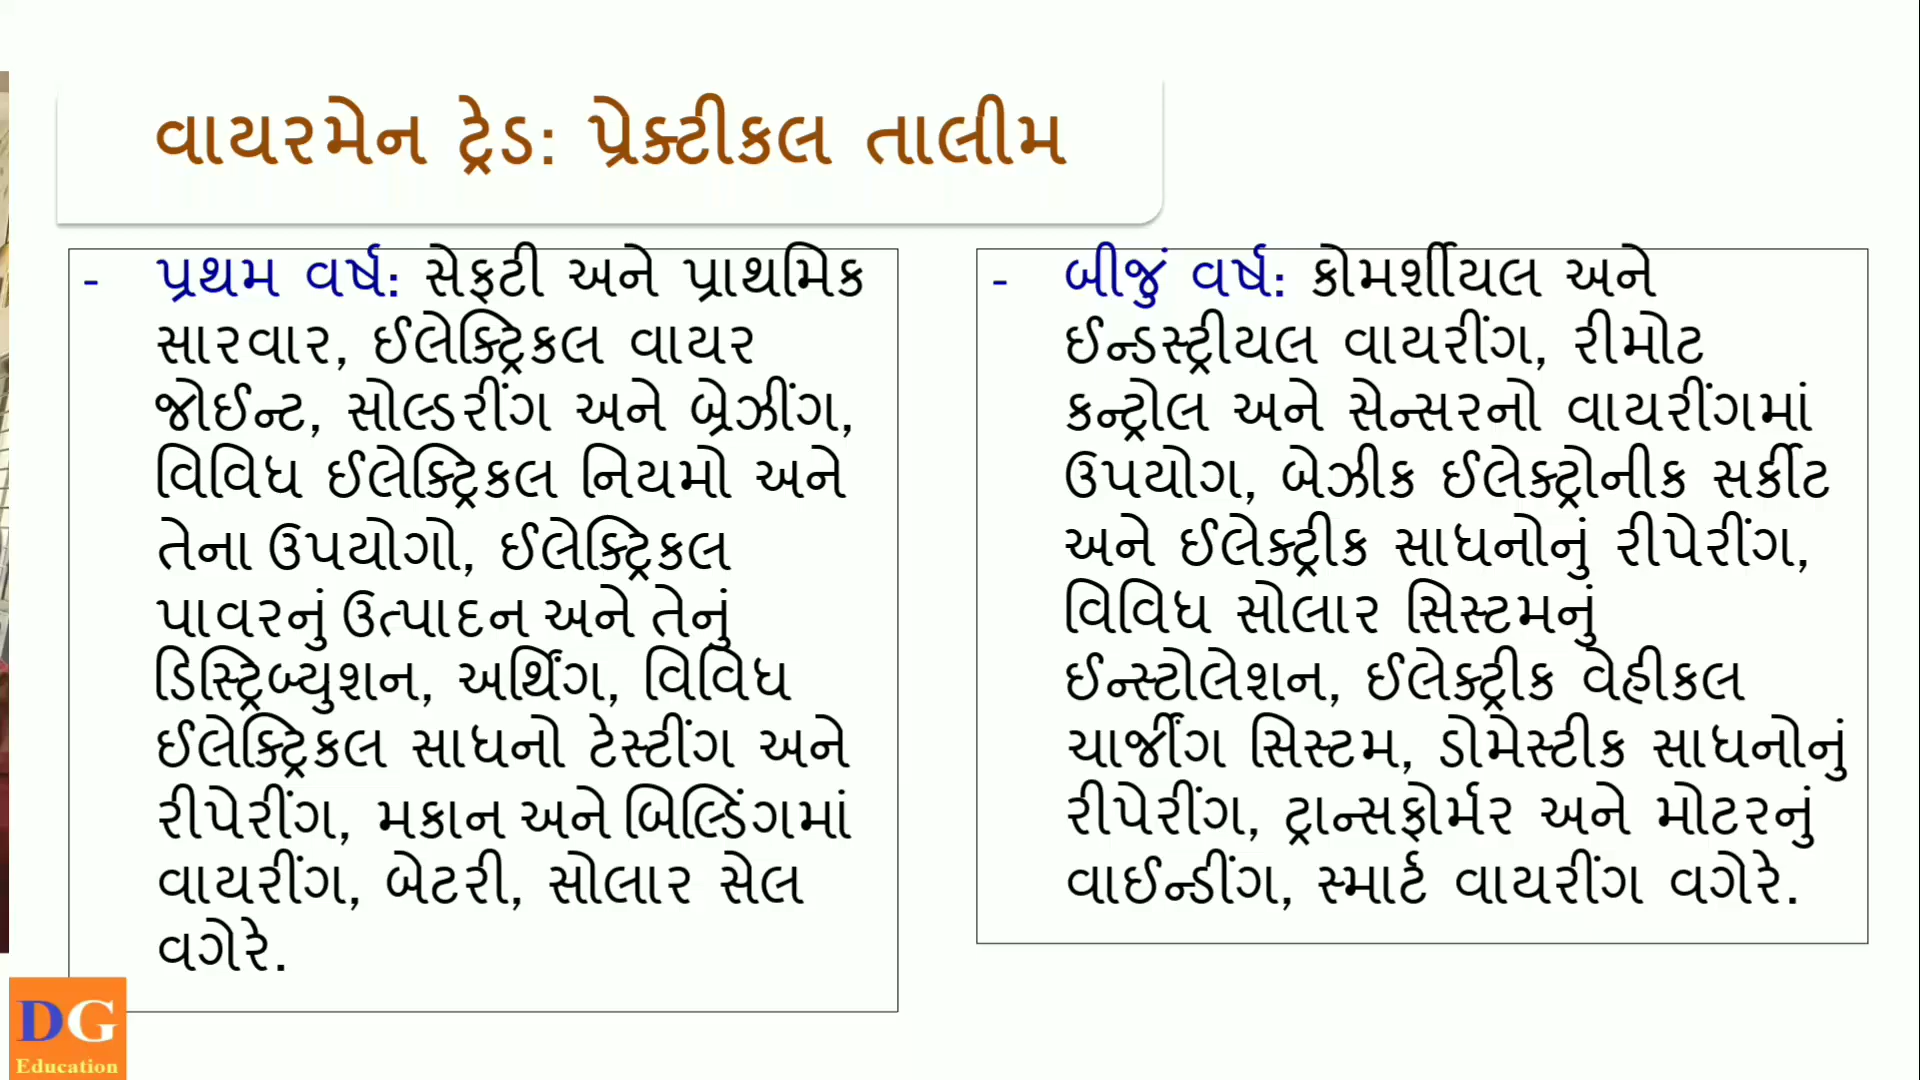 વાયરમેન ટ્રેડ: પ્રેક્ટીકલ તાલીમ
- પ્રથમ વર્ષ: સેફટી અને પ્રાથમિક
સારવાર, ઈલેક્ટ્રિકલ વાયર
જોઈન્ટ, સોલ્ડરીંગ અને બ્રેઝીંગ,
વિવિધ ઈલેક્ટ્રિકલ નિયમો અને
તેના ઉપયોગો, ઈલેક્ટ્રિકલ
પાવરનું ઉત્પાદન અને તેનું
ડિસ્ટ્રિબ્યુશન, અર્થિંગ, વિવિધ
ઈલેક્ટ્રિકલ સાધનો ટેસ્ટીંગ અને
રીપેરીંગ, મકાન અને બિલ્ડિંગમાં
વાયરીંગ, બેટરી, સોલાર સેલ
વગેરે.
- બીજું વર્ષ: કોમર્શીયલ અને
ઈન્ડસ્ટ્રીયલ વાયરીંગ, રીમોટ
કન્ટ્રોલ અને સેન્સરનો વાયરીંગમાં
ઉપયોગ, બેઝીક ઈલેક્ટ્રોનીક સર્કીટ
અને ઈલેક્ટ્રીક સાધનોનું રીપેરીંગ,
વિવિધ સોલાર સિસ્ટમનું
ઈન્સ્ટોલેશન, ઈલેક્ટ્રીક વેહીકલ
ચાર્જીંગ સિસ્ટમ, ડોમેસ્ટીક સાધનોનું
રીપેરીંગ, ટ્રાન્સફોર્મર અને મોટરનું
વાઈન્ડીંગ, સ્માર્ટ વાયરીંગ વગેરે.
DG
Education